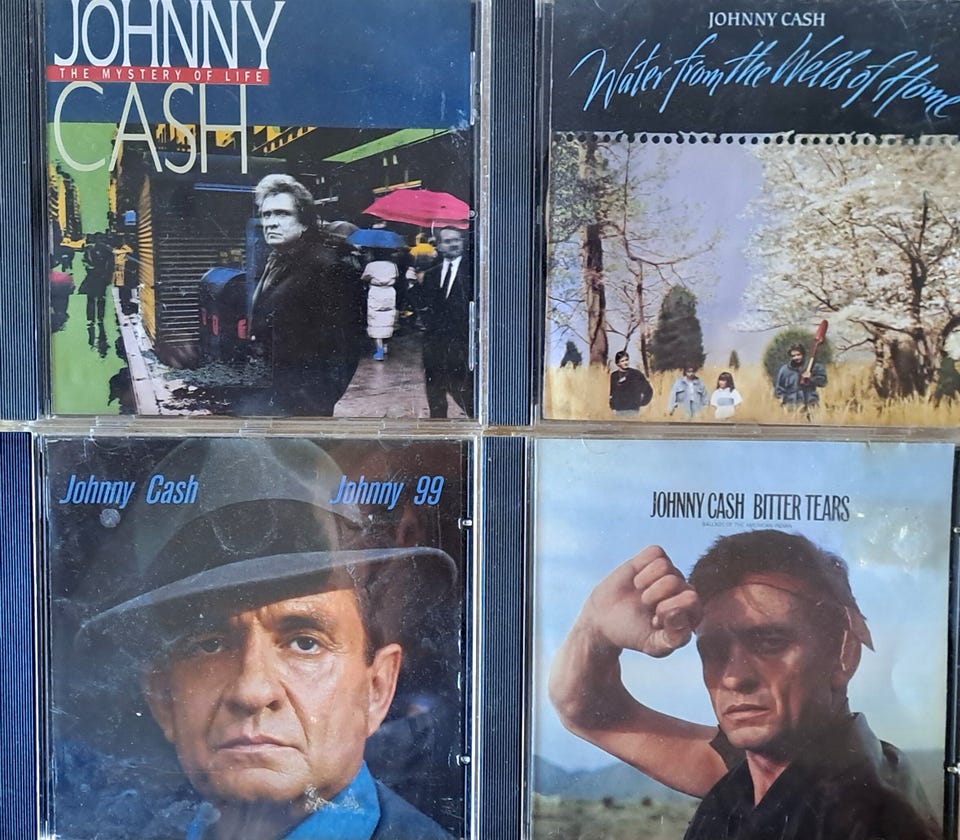 JOHNNY
THE MYSTERY OF LIFE
CASH
JOHNNY CASH
Water from the Wells of Home
Johnny Cash
Johnny 99
JOHNNY CASH BITTER TEARS
BALLADS OF THE AMERICAN INDIAN